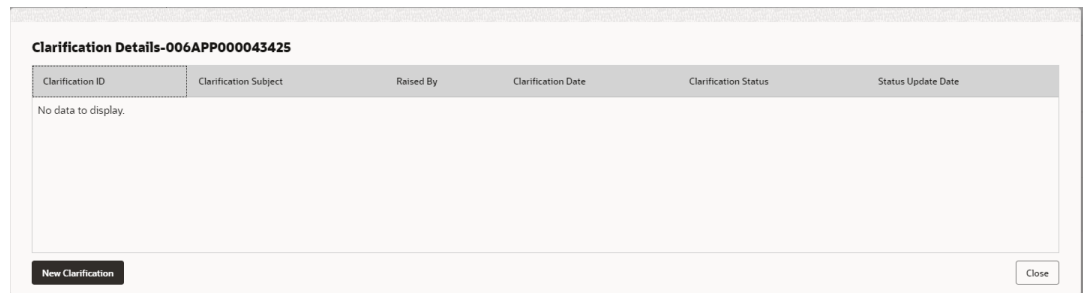 Clarification Details-006APP000043425
Clarification ID Clarification Subject Raised By Clarification Date Clarification Status Status Update Date
No data to display.
New Clarification Close